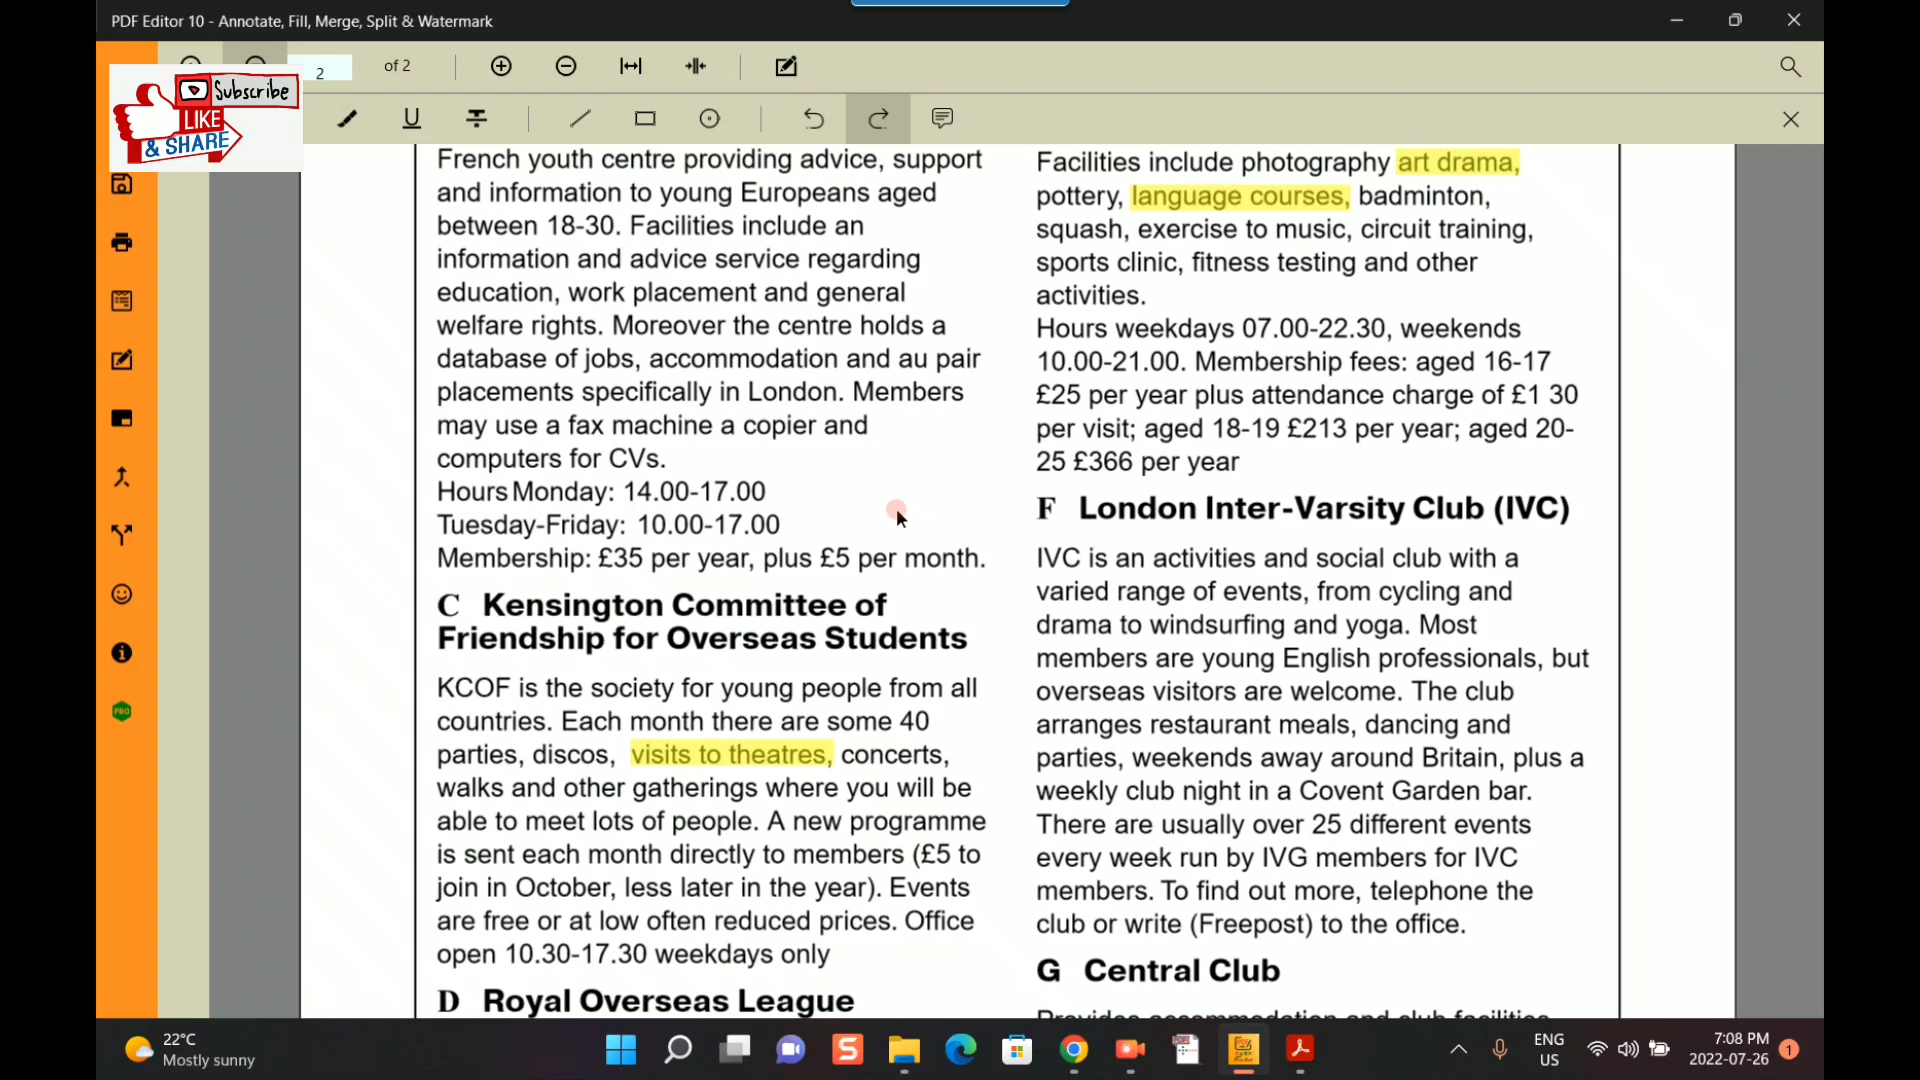 PDF Editor 10 - Annotate, Fill, Merge, Split & Watermark
2 of 2
Subscribe
LIKE
& SHARE
French youth centre providing advice, support
and information to young Europeans aged
between 18-30. Facilities include an
information and advice service regarding
education, work placement and general
welfare rights. Moreover the centre holds a
database of jobs, accommodation and au pair
placements specifically in London. Members
may use a fax machine a copier and
computers for CVs.
Hours Monday: 14.00-17.00
Tuesday-Friday: 10.00-17.00
Membership: £35 per year, plus £5 per month.
C Kensington Committee of
Friendship for Overseas Students
KCOF is the society for young people from all
countries. Each month there are some 40
parties, discos, visits to theatres, concerts,
walks and other gatherings where you will be
able to meet lots of people. A new programme
is sent each month directly to members (£5 to
join in October, less later in the year). Events
are free or at low often reduced prices. Office
open 10.30-17.30 weekdays only
D Royal Overseas League
Facilities include photography art drama,
pottery, language courses, badminton,
squash, exercise to music, circuit training,
sports clinic, fitness testing and other
activities.
Hours weekdays 07.00-22.30, weekends
10.00-21.00. Membership fees: aged 16-17
£25 per year plus attendance charge of £1 30
per visit; aged 18-19 £213 per year; aged 20-
25 £366 per year
F London Inter-Varsity Club (IVC)
IVC is an activities and social club with a
varied range of events, from cycling and
drama to windsurfing and yoga. Most
members are young English professionals, but
overseas visitors are welcome. The club
arranges restaurant meals, dancing and
parties, weekends away around Britain, plus a
weekly club night in a Covent Garden bar.
There are usually over 25 different events
every week run by IVG members for IVC
members. To find out more, telephone the
club or write (Freepost) to the office.
G Central Club
PRO
22°C
Mostly sunny
ENG
US
7:08 PM
2022-07-26
1